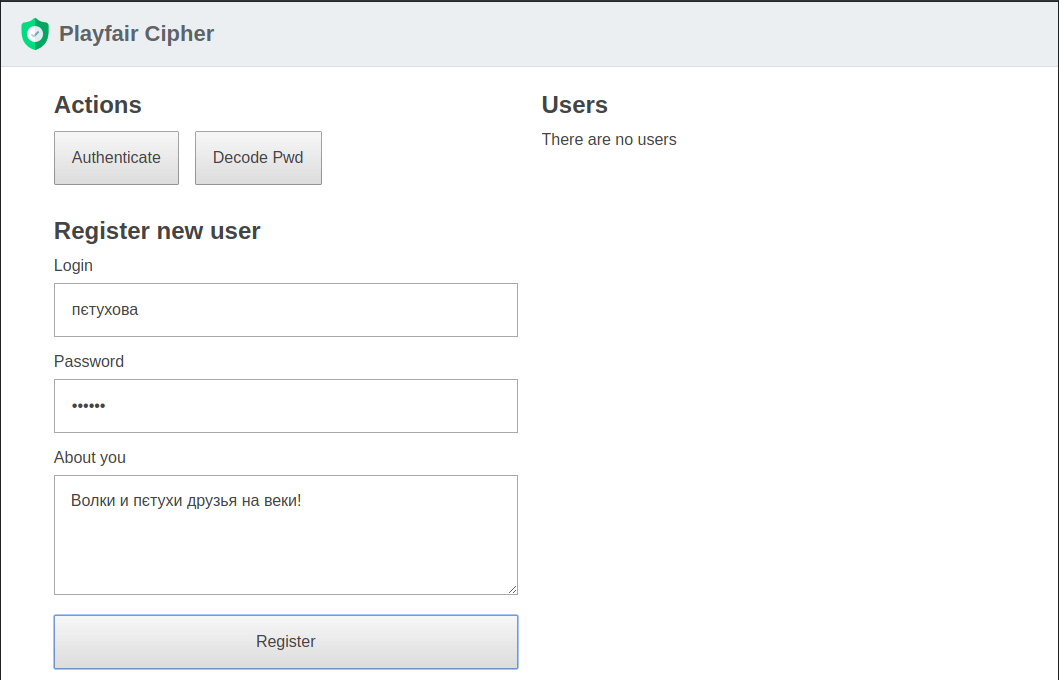 Playfair Cipher
Actions
Authenticate
Decode Pwd
Register new user
Login
пєтухова
Password
••••••
About you
Волки и пєтухи друзья на веки!
Register
Users
There are no users